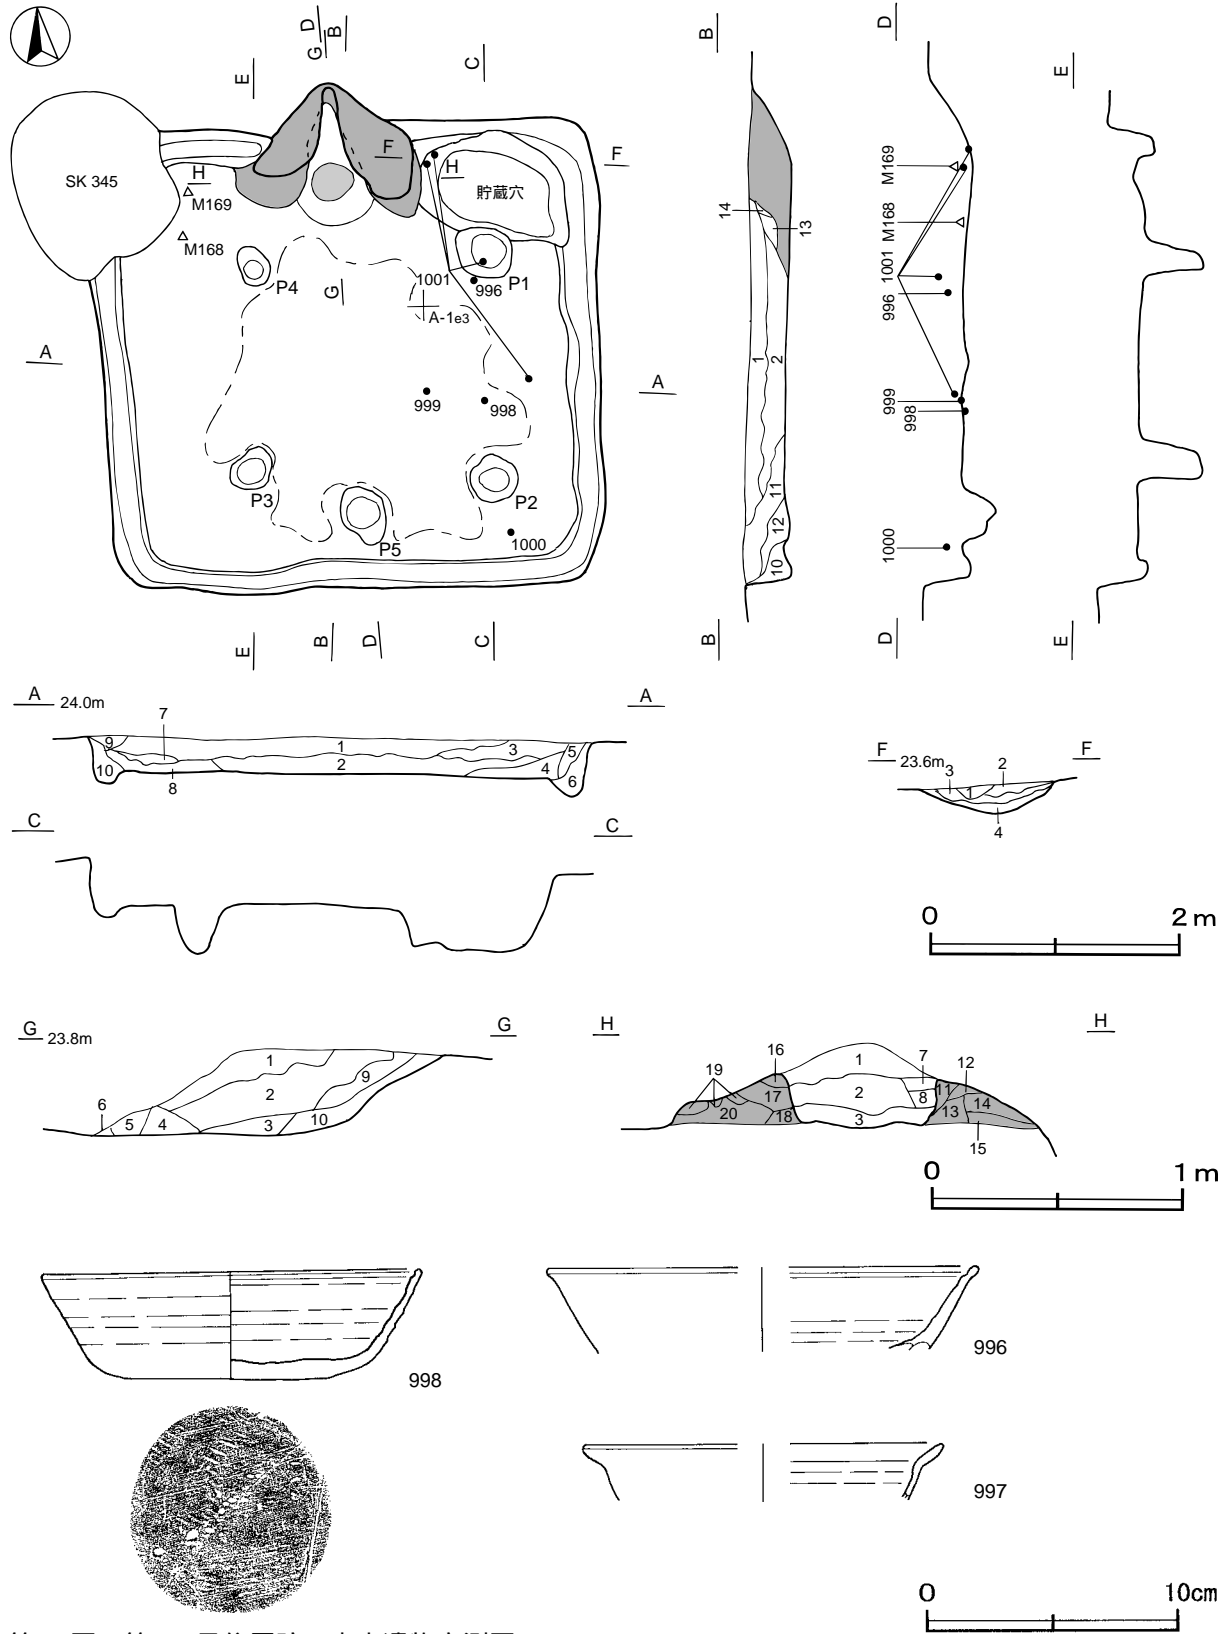 D
B
G
E
C
F
H
F
H
SK 345
貯蔵穴
M169
M168
P4
G
1001
996
P1
A-1e3
A
A
999
998
P3
P2
P5
1000
E
B
D
C
B
14
13
1
2
11
12
10
B
D
M169
M168
1001
996
999
998
1000
D
E
E
A 24.0m
A
7
9
1
3
5
2
10
4
6
8
C
C
F 23.6m
F
3
2
1
4
0 2m
G 23.8m
G
1
2
9
6
5
4
3
10
H
H
16
1
7
12
19
17
2
8
11
14
20
18
3
13
15
0 1m
998
996
997
0 10cm